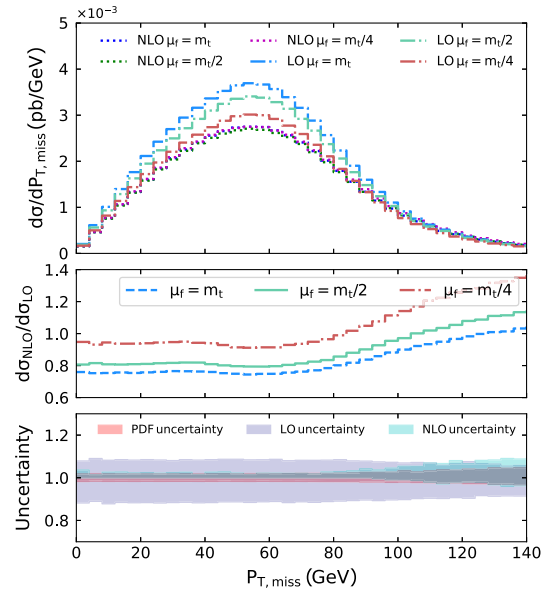 ×10⁻³
NLO μf = mt
NLO μf = mt/4
LO μf = mt/2
NLO μf = mt/2
LO μf = mt
LO μf = mt/4
dσ/dPT,miss (pb/GeV)
5
4
3
2
1
0
dσNLO/dσLO
1.4
1.2
1.0
0.8
0.6
μf = mt
μf = mt/2
μf = mt/4
Uncertainty
1.2
1.0
0.8
PDF uncertainty
LO uncertainty
NLO uncertainty
0 20 40 60 80 100 120 140
PT,miss (GeV)